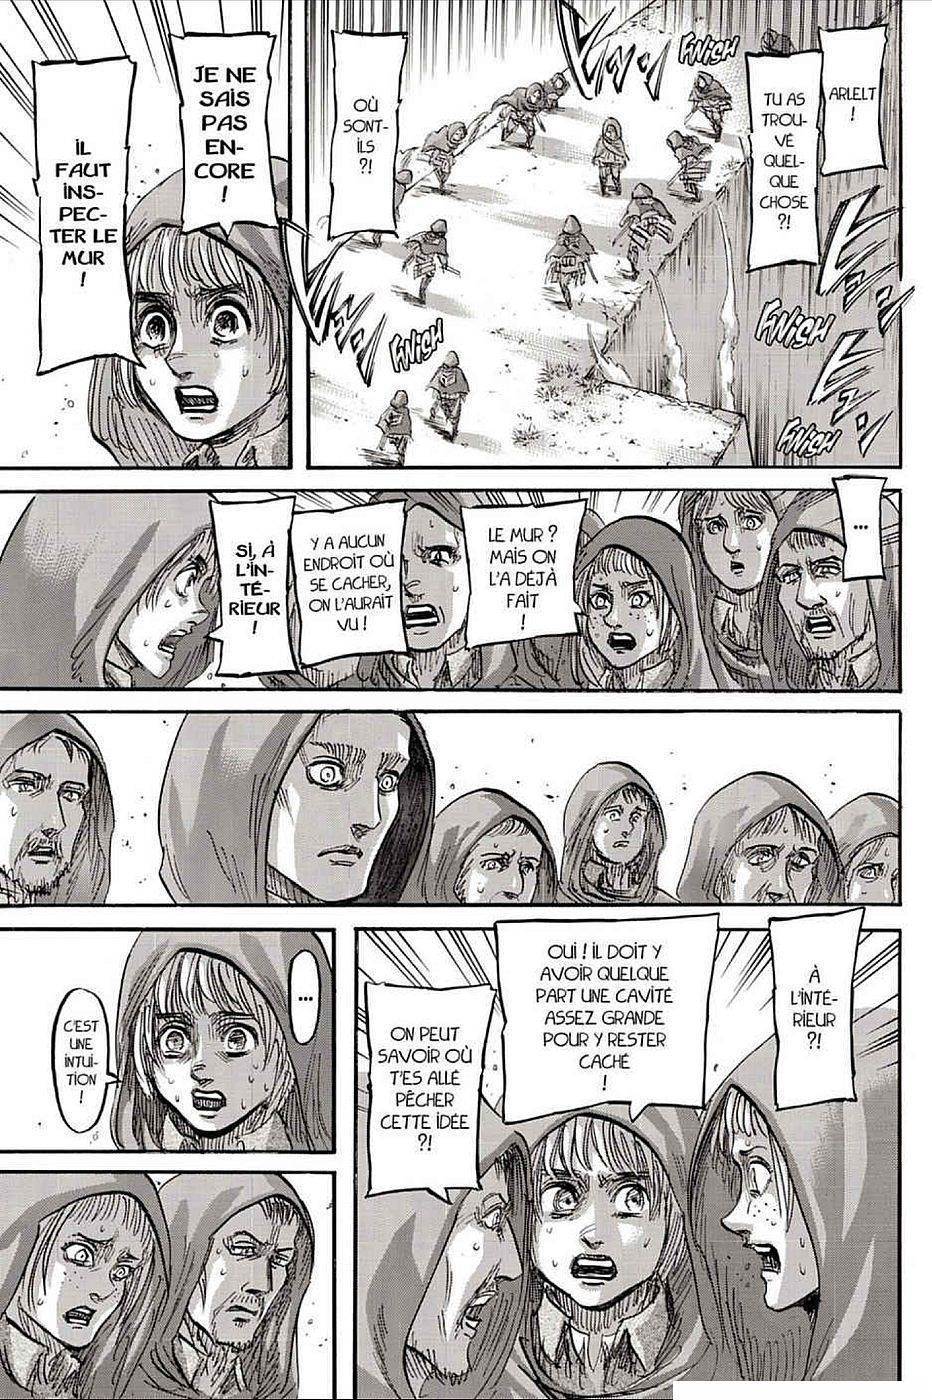 ARLELT
!
TU AS
TROU-
VÉ
QUEL-
QUE
CHOSE
?!
FWISH
OÙ
SONT-
ILS
?!
FWISH
FWISH
FWISH
JE NE
SAIS
PAS
EN-
CORE
!
IL
FAUT
INS-
PEC-
TER LE
MUR
!
...
LE MUR ?
MAIS ON
L'A DÉJÀ
FAIT
!
Y A AUCUN
ENDROIT OÙ
SE CACHER,
ON L'AURAIT
VU !
SI, À
L'IN-
TÉ-
RIEUR
!
À
L'INTÉ-
RIEUR
?!
OUI ! IL DOIT Y
AVOIR QUELQUE
PART UNE CAVITÉ
ASSEZ GRANDE
POUR Y RESTER
CACHÉ
!
ON PEUT
SAVOIR OÙ
T'ES ALLÉ
PÊCHER
CETTE IDÉE
?!
...
C'EST
UNE
INTUI-
TION
!